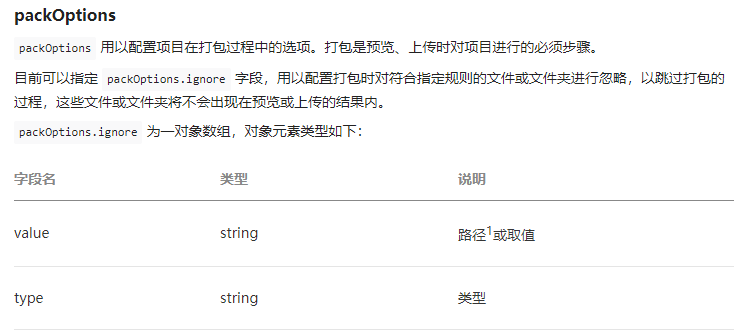 packOptions
packOptions 用以配置项目在打包过程中的选项。打包是预览、上传时对项目进行的必须步骤。
目前可以指定 packOptions.ignore 字段，用以配置打包时对符合指定规则的文件或文件夹进行忽略，以跳过打包的
过程，这些文件或文件夹将不会出现在预览或上传的结果内。
packOptions.ignore 为一对象数组，对象元素类型如下：
字段名 类型 说明
value string 路径1或取值
type string 类型